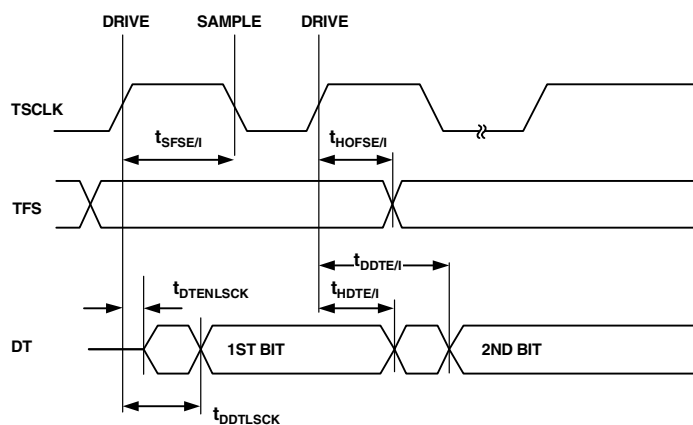 DRIVE SAMPLE DRIVE
TSCLK
tSFSE/I tHOFSE/I
TFS
tDDTE/I
tDTENLSCK tHDTE/I
DT 1ST BIT 2ND BIT
tDDTLSCK